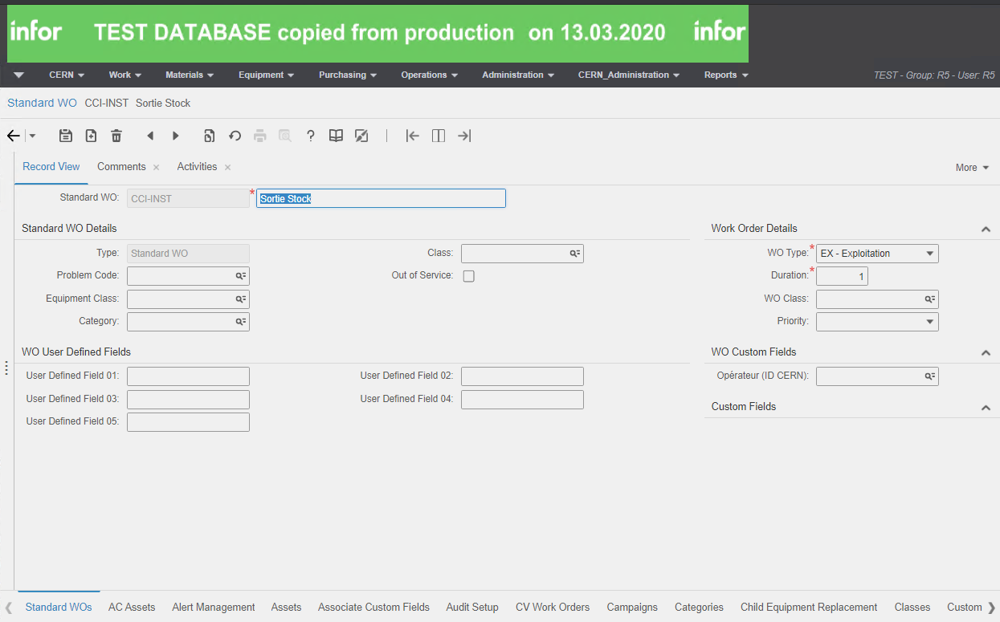 infor TEST DATABASE copied from production on 13.03.2020 infor
CERN Work Materials Equipment Purchasing Operations Administration CERN_Administration Reports TEST - Group: R5 - User: R5
Standard WO CCI-INST Sortie Stock
?
Record View Comments × Activities × More
Standard WO: CCI-INST * Sortie Stock
Standard WO Details Work Order Details
Type: Standard WO Class: WO Type: * EX - Exploitation
Problem Code: Out of Service: Duration: * 1
Equipment Class: WO Class:
Category: Priority:
WO User Defined Fields WO Custom Fields
User Defined Field 01: User Defined Field 02: Opérateur (ID CERN):
User Defined Field 03: User Defined Field 04: Custom Fields
User Defined Field 05:
Standard WOs AC Assets Alert Management Assets Associate Custom Fields Audit Setup CV Work Orders Campaigns Categories Child Equipment Replacement Classes Custom